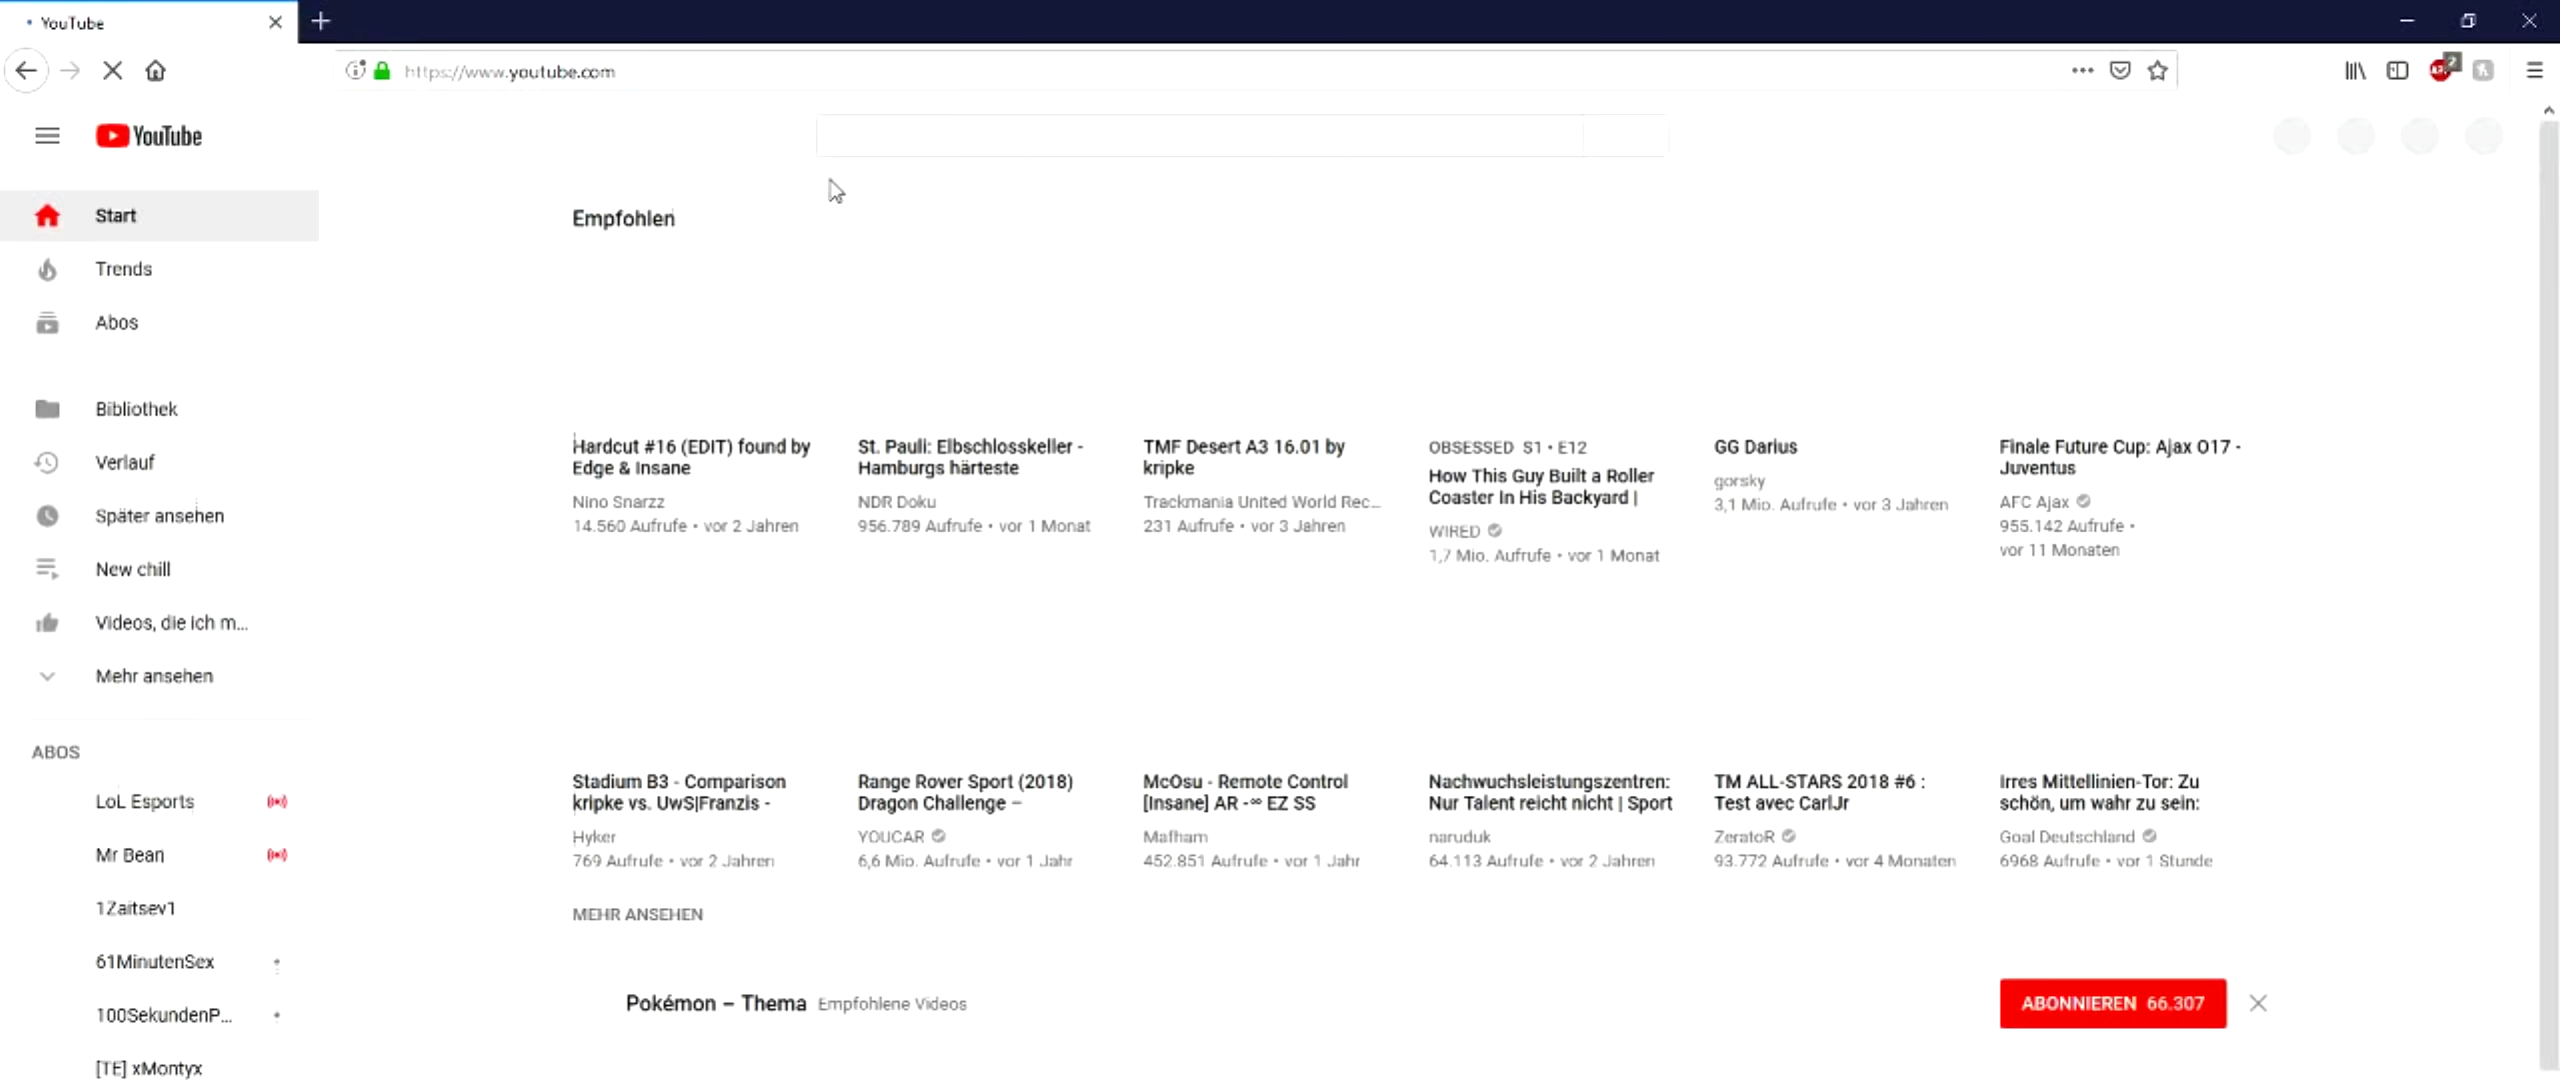 YouTube
https://www.youtube.com
2
YouTube
Start
Trends
Abos
Bibliothek
Verlauf
Später ansehen
New chill
Videos, die ich m...
Mehr ansehen
ABOS
LoL Esports
Mr Bean
1Zaitsev1
61MinutenSex
100SekundenP...
[TE] xMontyx
Empfohlen
Hardcut #16 (EDIT) found by
Edge & Insane
Nino Snarzz
14.560 Aufrufe • vor 2 Jahren
St. Pauli: Elbschlosskeller -
Hamburgs härteste
NDR Doku
956.789 Aufrufe • vor 1 Monat
TMF Desert A3 16.01 by
kripke
Trackmania United World Rec...
231 Aufrufe • vor 3 Jahren
OBSESSED S1 • E12
How This Guy Built a Roller
Coaster In His Backyard |
WIRED
1,7 Mio. Aufrufe • vor 1 Monat
GG Darius
gorsky
3,1 Mio. Aufrufe • vor 3 Jahren
Finale Future Cup: Ajax O17 -
Juventus
AFC Ajax
955.142 Aufrufe •
vor 11 Monaten
Stadium B3 - Comparison
kripke vs. UwS|Franzis -
Hyker
769 Aufrufe • vor 2 Jahren
Range Rover Sport (2018)
Dragon Challenge –
YOUCAR
6,6 Mio. Aufrufe • vor 1 Jahr
McOsu - Remote Control
[Insane] AR -∞ EZ SS
Mafham
452.851 Aufrufe • vor 1 Jahr
Nachwuchsleistungszentren:
Nur Talent reicht nicht | Sport
naruduk
64.113 Aufrufe • vor 2 Jahren
TM ALL-STARS 2018 #6 :
Test avec CarlJr
ZeratoR
93.772 Aufrufe • vor 4 Monaten
Irres Mittellinien-Tor: Zu
schön, um wahr zu sein:
Goal Deutschland
6968 Aufrufe • vor 1 Stunde
MEHR ANSEHEN
Pokémon – Thema Empfohlene Videos
ABONNIEREN 66.307